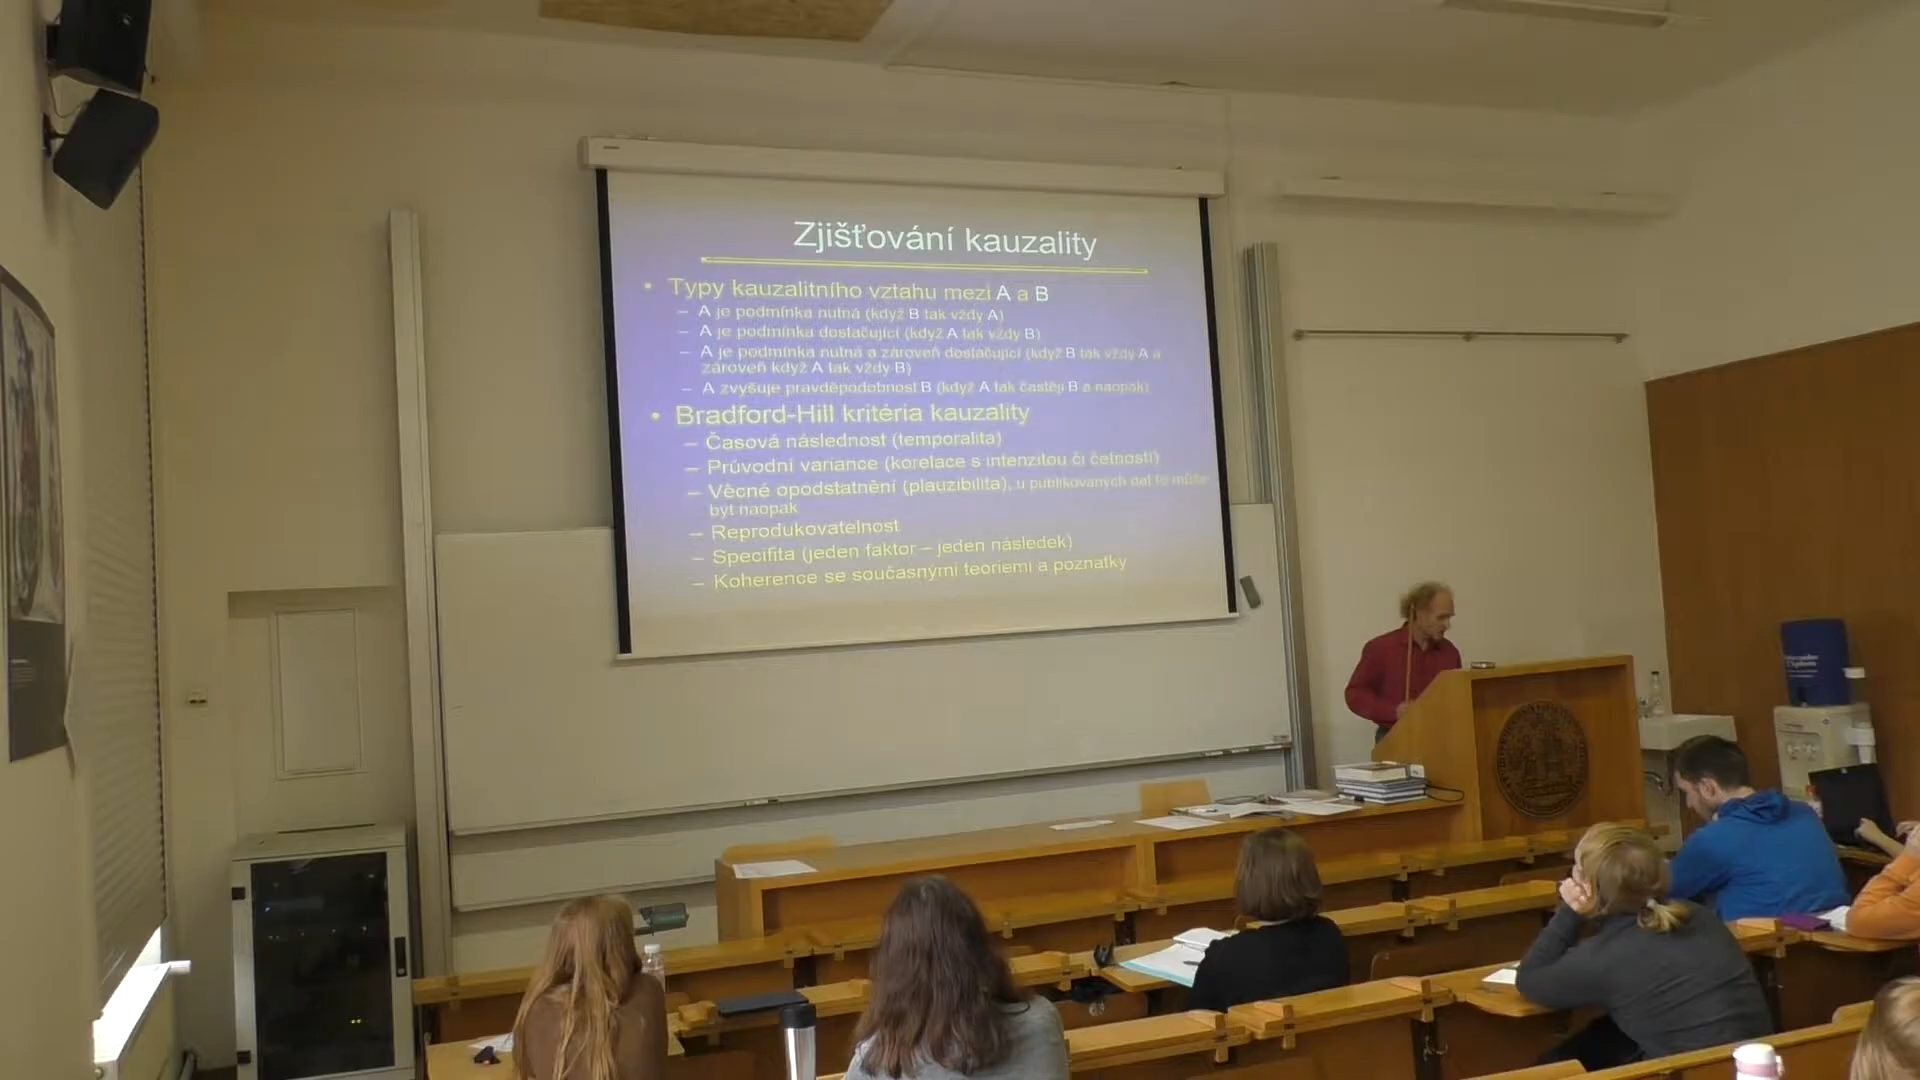 Zjišťování kauzality
• Typy kauzalitního vztahu mezi A a B
– A je podmínka nutná (když B tak vždy A)
– A je podmínka dostačující (když A tak vždy B)
– A je podmínka nutná a zároveň dostačující (když B tak vždy A a
zároveň když A tak vždy B)
– A zvyšuje pravděpodobnost B (když A tak častěji B a naopak)
• Bradford-Hill kritéria kauzality
– Časová následnost (temporalita)
– Průvodní variance (korelace s intenzitou či četností)
– Věcné opodstatnění (plauzibilita), u publikovaných dat to může
být naopak
– Reprodukovatelnost
– Specifita (jeden faktor – jeden následek)
– Koherence se současnými teoriemi a poznatky